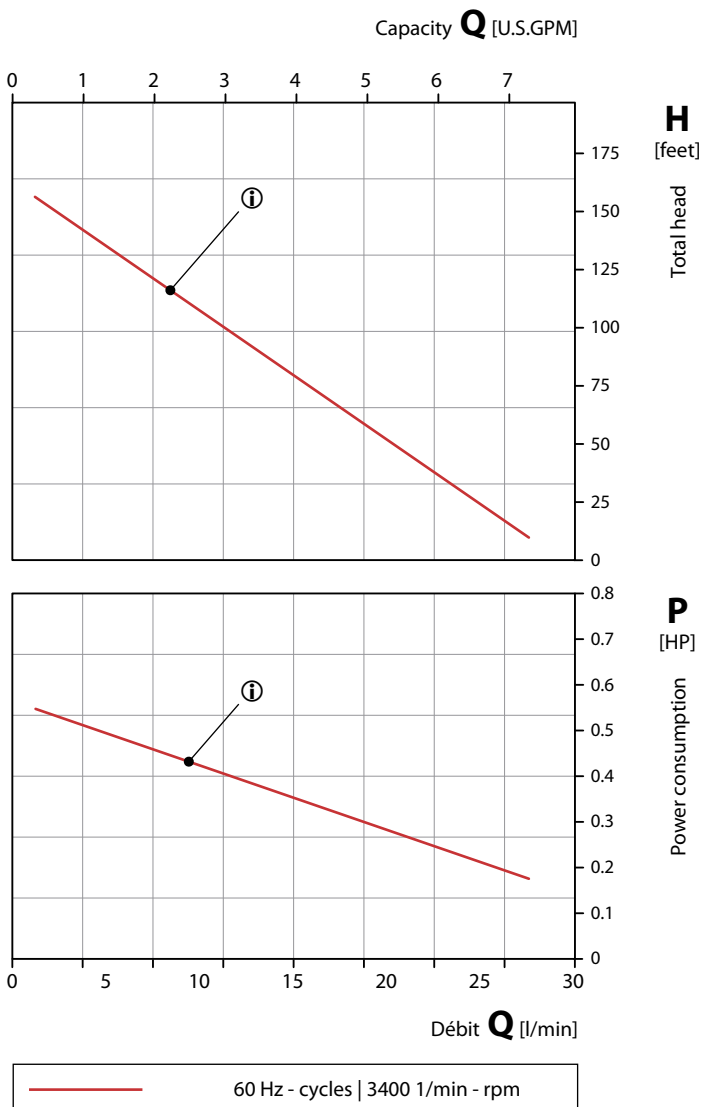 Capacity Q [U.S.GPM]
0 1 2 3 4 5 6 7
H
[feet]
Total head
175
150
125
100
75
50
25
0
i
P
[HP]
Power consumption
0.8
0.7
0.6
0.5
0.4
0.3
0.2
0.1
0
i
0 5 10 15 20 25 30
Débit Q [l/min]
60 Hz - cycles | 3400 1/min - rpm